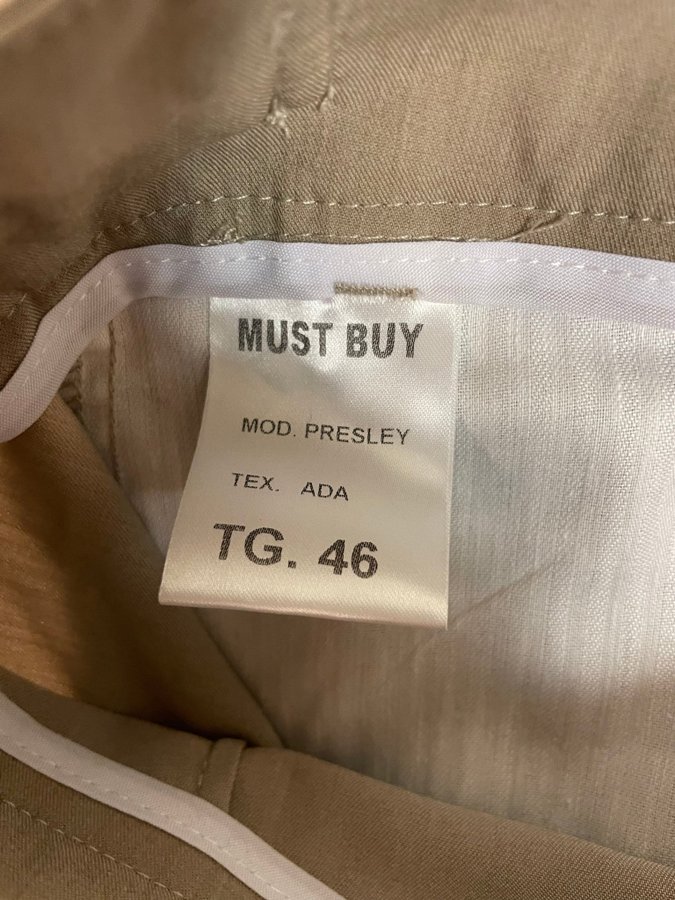 MUST BUY
MOD. PRESLEY
TEX. ADA
TG. 46